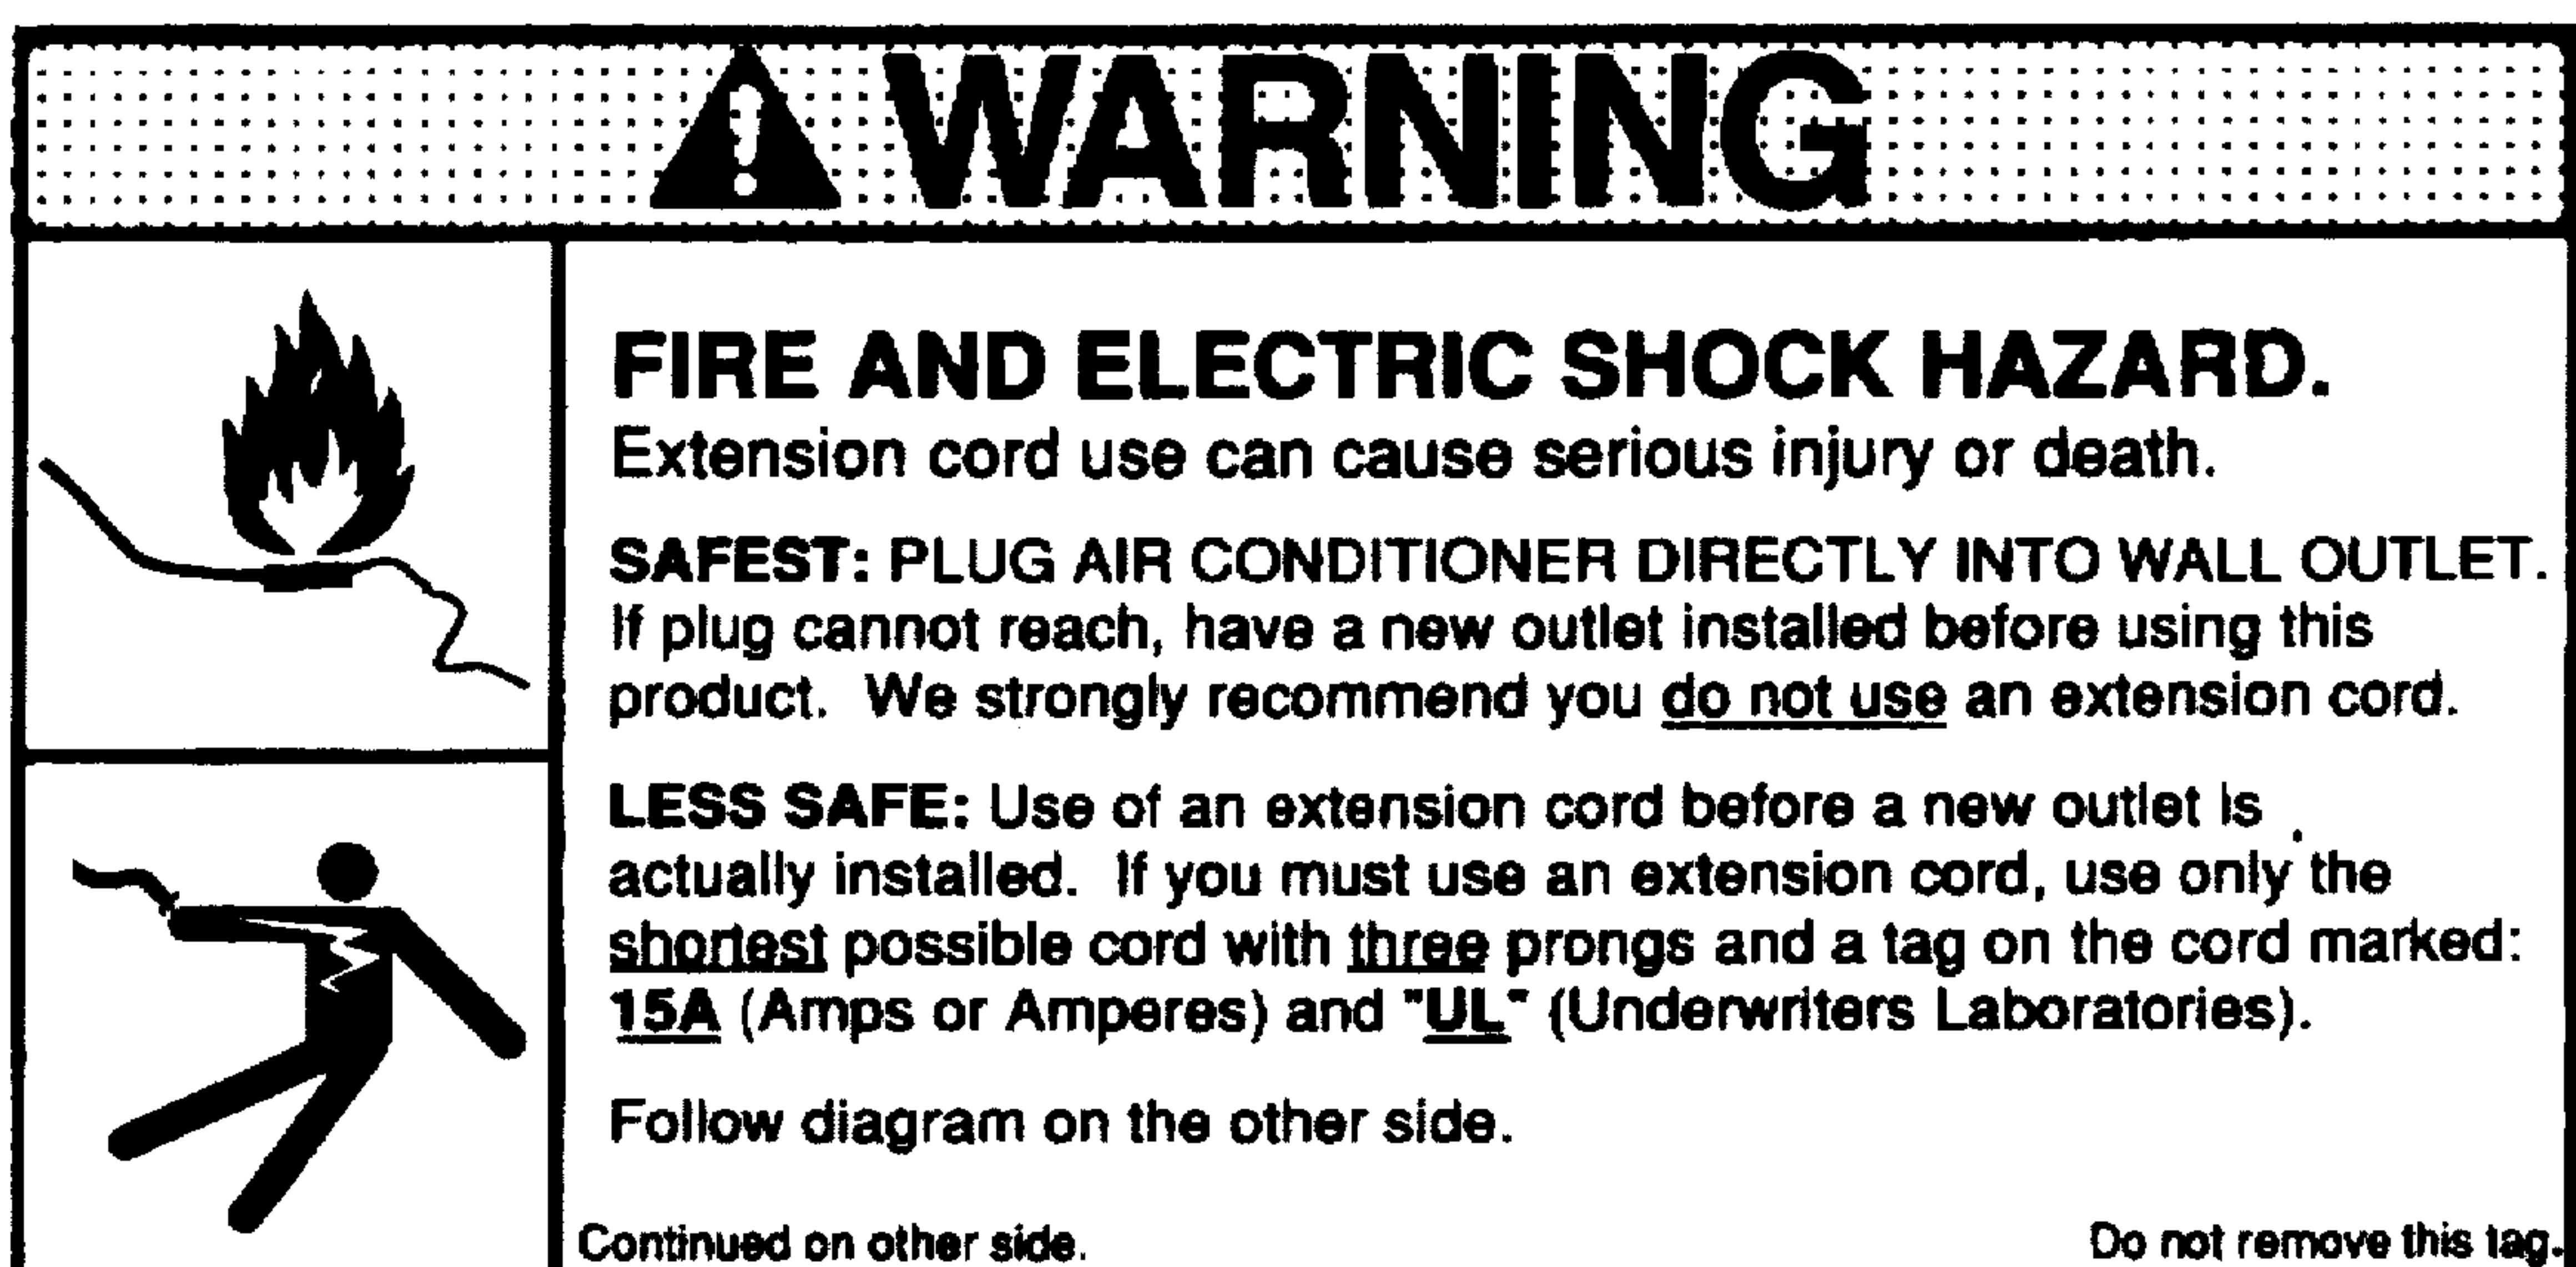 WARNING
FIRE AND ELECTRIC SHOCK HAZARD.
Extension cord use can cause serious injury or death.
SAFEST: PLUG AIR CONDITIONER DIRECTLY INTO WALL OUTLET.
If plug cannot reach, have a new outlet installed before using this
product. We strongly recommend you do not use an extension cord.
LESS SAFE: Use of an extension cord before a new outlet is
actually installed. If you must use an extension cord, use only the
shortest possible cord with three prongs and a tag on the cord marked:
15A (Amps or Amperes) and "UL" (Underwriters Laboratories).
Follow diagram on the other side.
Continued on other side.
Do not remove this tag.